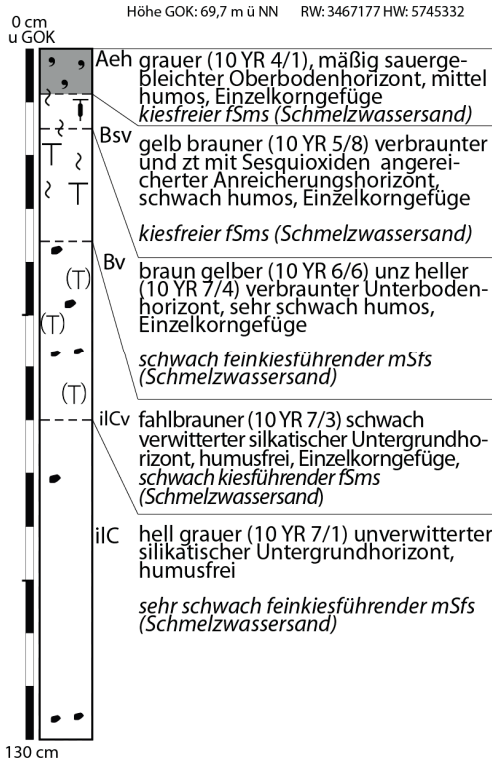 Höhe GOK: 69,7 m ü NN RW: 3467177 HW: 5745332
0 cm
u GOK
Aeh grauer (10 YR 4/1), mäßig sauerge-
bleichter Oberbodenhorizont, mittel
humos, Einzelkorngefüge
kiesfreier fSms (Schmelzwassersand)
Bsv gelb brauner (10 YR 5/8) verbraunter
und zt mit Sesquioxiden angerei-
cherter Anreicherungshorizont,
schwach humos, Einzelkorngefüge
kiesfreier fSms (Schmelzwassersand)
Bv braun gelber (10 YR 6/6) unz heller
(10 YR 7/4) verbraunter Unterboden-
horizont, sehr schwach humos,
Einzelkorngefüge
schwach feinkiesführender mSfs
(Schmelzwassersand)
ilCv fahlbrauner (10 YR 7/3) schwach
verwitterter silkatischer Untergrundho-
rizont, humusfrei, Einzelkorngefüge,
schwach kiesführender fSms
(Schmelzwassersand)
ilC hell grauer (10 YR 7/1) unverwitterter
silikatischer Untergrundhorizont,
humusfrei
sehr schwach feinkiesführender mSfs
(Schmelzwassersand)
T
T
(T)
(T)
(T)
130 cm